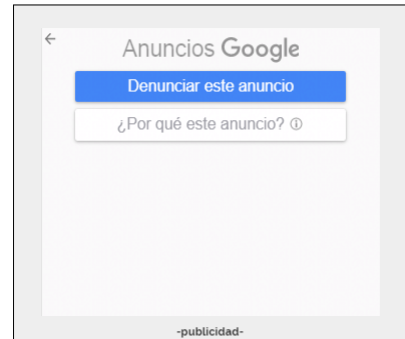 Anuncios Google
Denunciar este anuncio
¿Por qué este anuncio?
-publicidad-